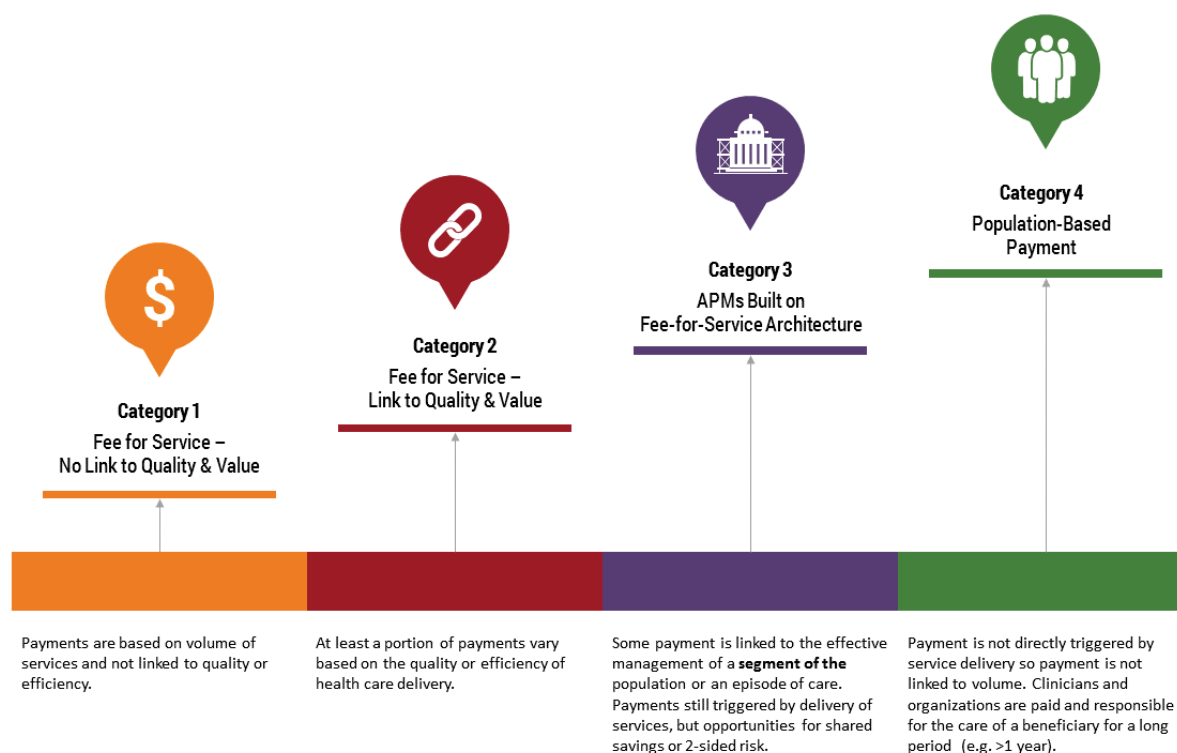 $
Category 1
Fee for Service –
No Link to Quality & Value
Category 2
Fee for Service –
Link to Quality & Value
Category 3
APMs Built on
Fee-for-Service Architecture
Category 4
Population-Based
Payment
Payments are based on volume of
services and not linked to quality or
efficiency.
At least a portion of payments vary
based on the quality or efficiency of
health care delivery.
Some payment is linked to the effective
management of a segment of the
population or an episode of care.
Payments still triggered by delivery of
services, but opportunities for shared
savings or 2-sided risk.
Payment is not directly triggered by
service delivery so payment is not
linked to volume. Clinicians and
organizations are paid and responsible
for the care of a beneficiary for a long
period (e.g. >1 year).